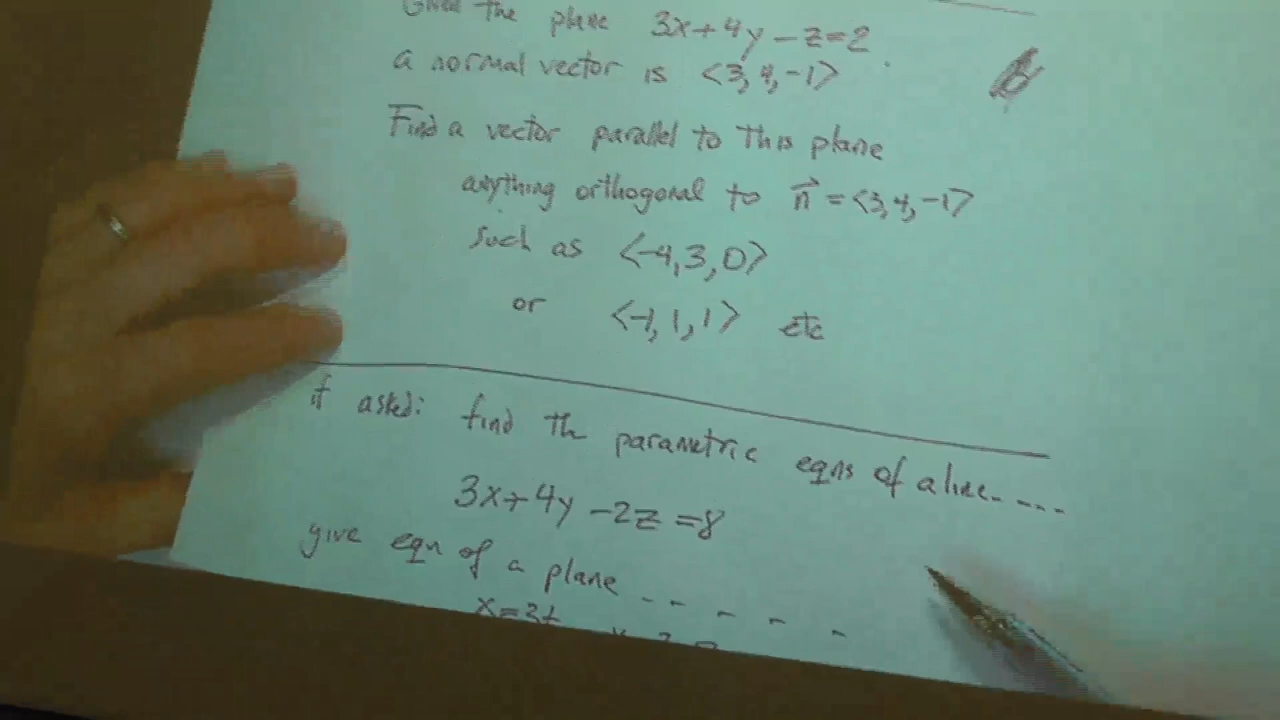 Given the plane 3x+4y-z=2
a normal vector is <3,4,-1>.
Find a vector parallel to this plane
anything orthogonal to n⃗ = <3,4,-1>
such as <-4,3,0>
or <-1,1,1> etc
if asked: find the parametric eqns of a line....
3x+4y-2z=8
give eqn of a plane .....
x=3t